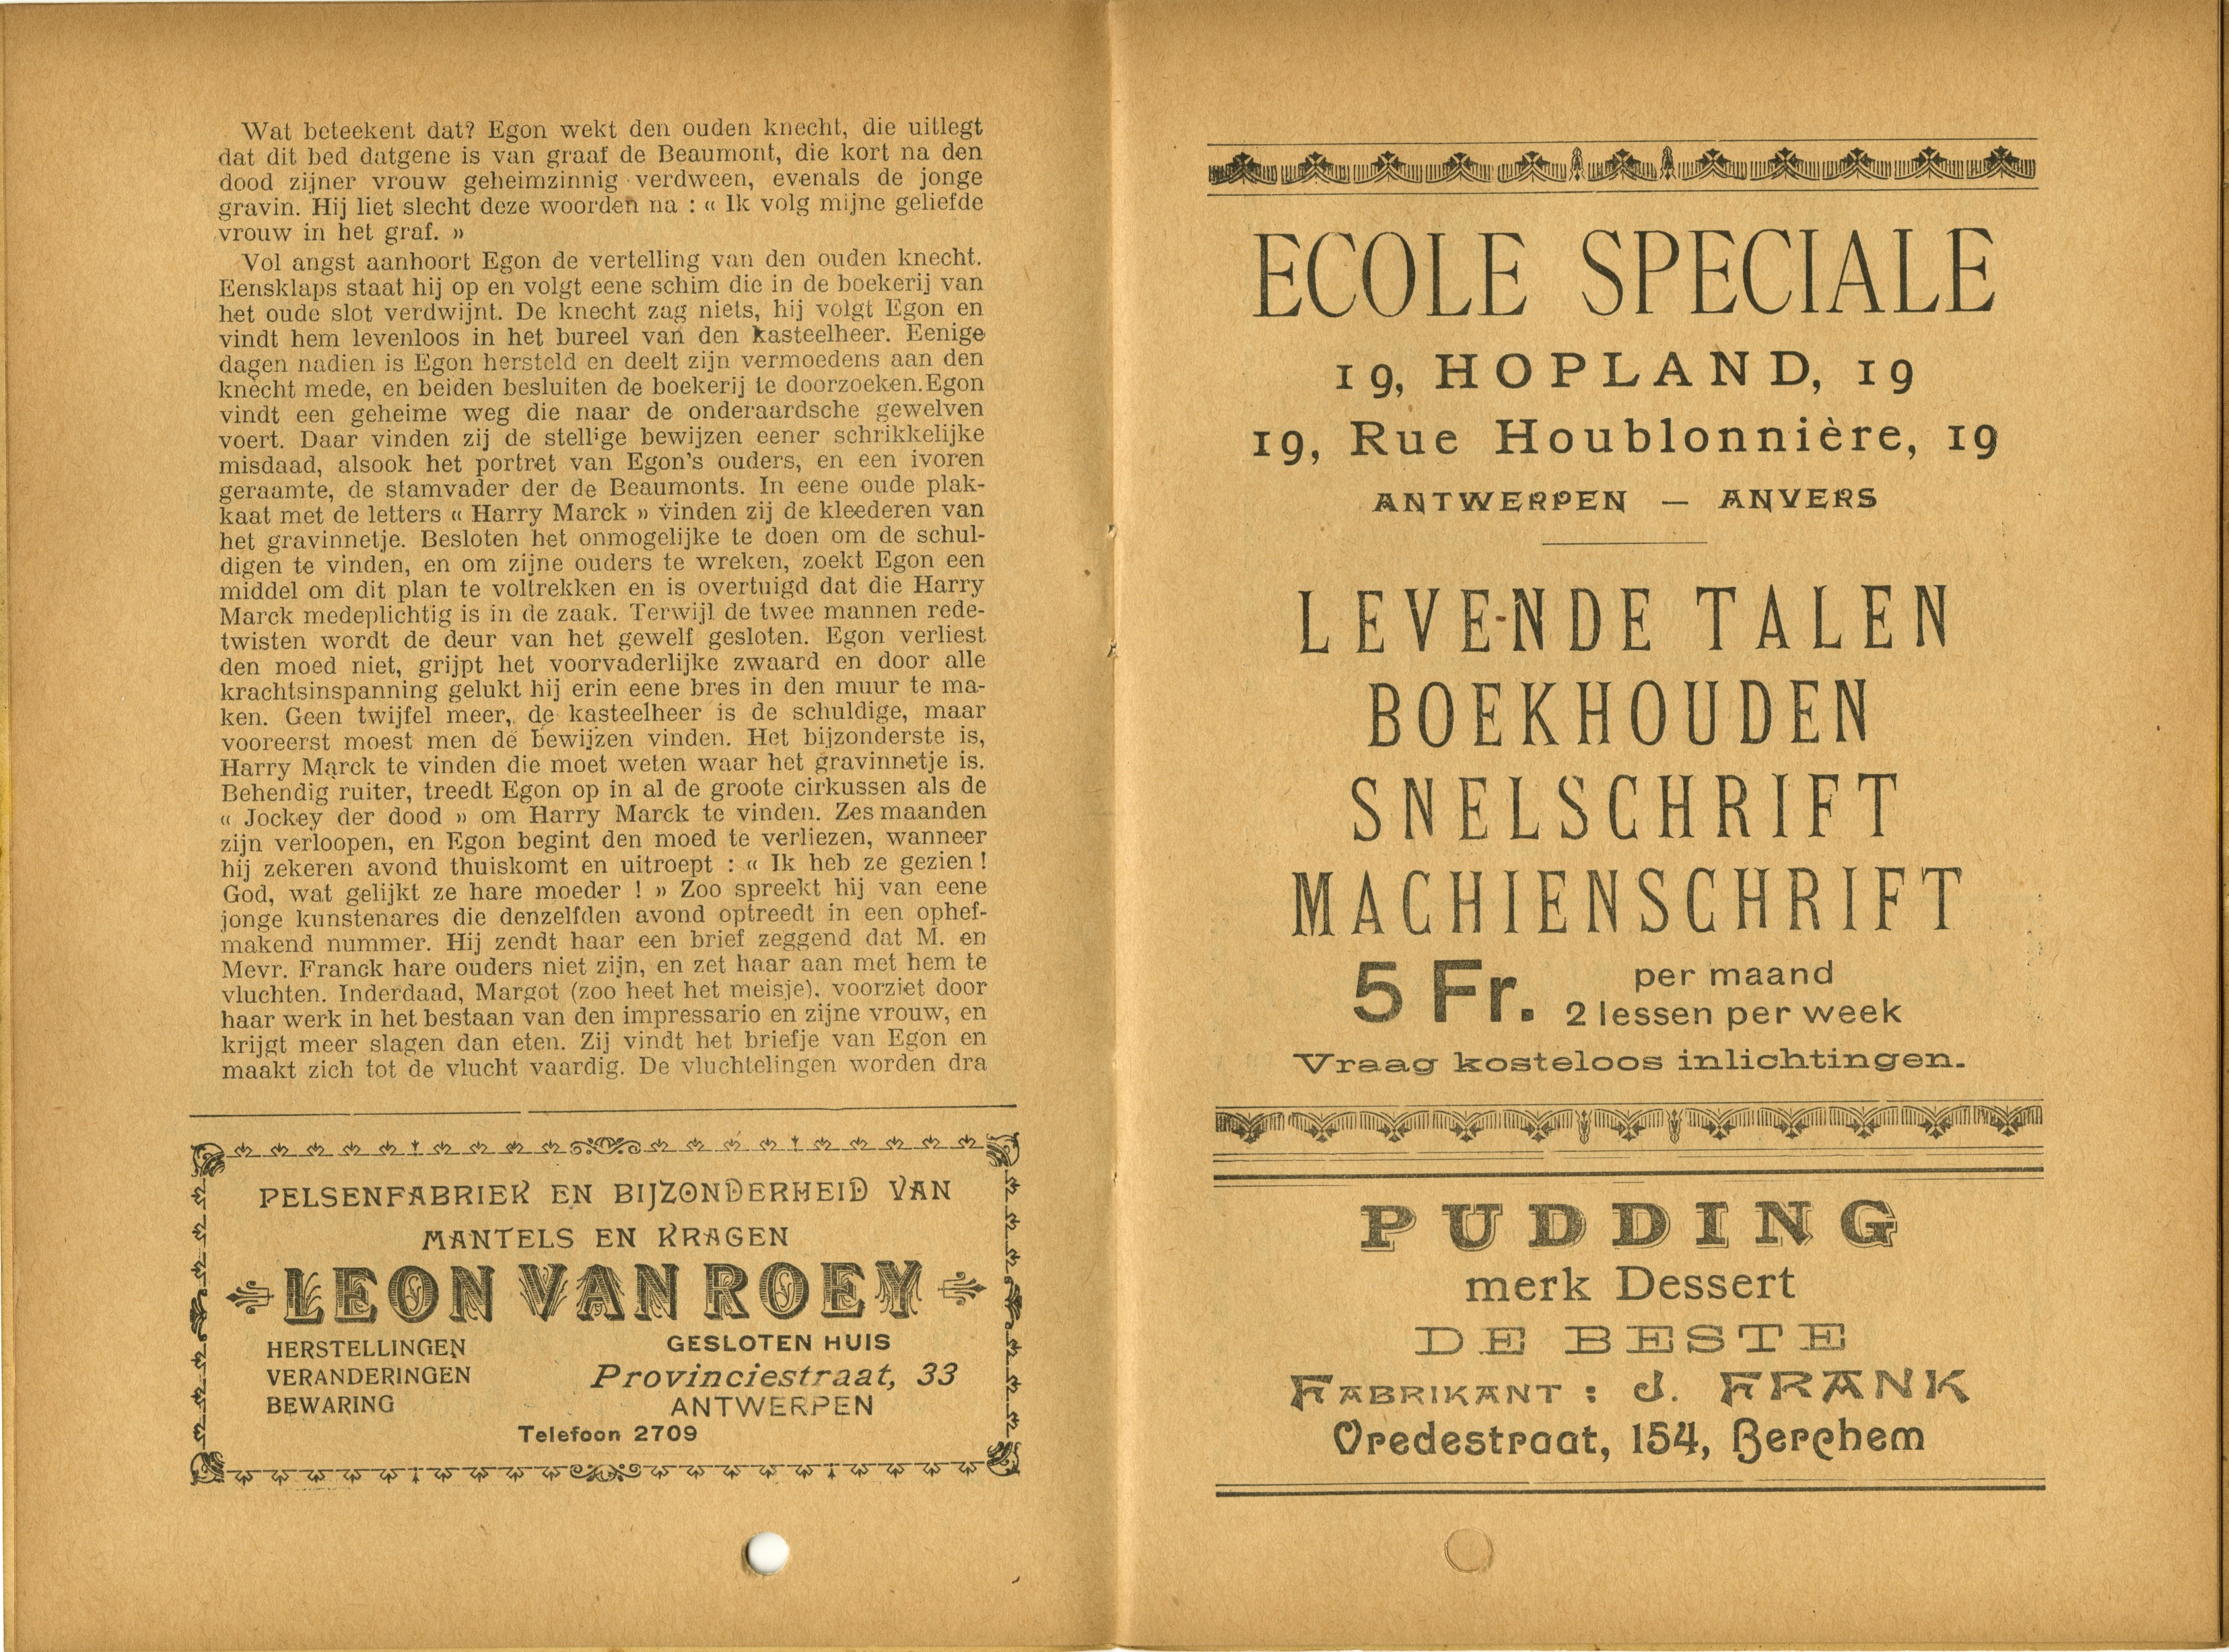 Wat beteekent dat? Egon wekt den ouden knecht, die uitlegt
dat dit bed datgene is van graaf de Beaumont, die kort na den
dood zijner vrouw geheimzinnig verdween, evenals de jonge
gravin. Hij liet slecht deze woorden na : « Ik volg mijne geliefde
vrouw in het graf. »
Vol angst aanhoort Egon de vertelling van den ouden knecht.
Eensklaps staat hij op en volgt eene schim die in de boekerij van
het oude slot verdwijnt. De knecht zag niets, hij volgt Egon en
vindt hem levenloos in het bureel van den kasteelheer. Eenige
dagen nadien is Egon hersteld en deelt zijn vermoedens aan den
knecht mede, en beiden besluiten de boekerij te doorzoeken.Egon
vindt een geheime weg die naar de onderaardsche gewelven
voert. Daar vinden zij de stellige bewijzen eener schrikkelijke
misdaad, alsook het portret van Egon's ouders, en een ivoren
geraamte, de stamvader der de Beaumonts. In eene oude plak-
kaat met de letters « Harry Marck » vinden zij de kleederen van
het gravinnetje. Besloten het onmogelijke te doen om de schul-
digen te vinden, en om zijne ouders te wreken, zoekt Egon een
middel om dit plan te voltrekken en is overtuigd dat die Harry
Marck medeplichtig is in de zaak. Terwijl de twee mannen rede-
twisten wordt de deur van het gewelf gesloten. Egon verliest
den moed niet, grijpt het voorvaderlijke zwaard en door alle
krachtsinspanning gelukt hij erin eene bres in den muur te ma-
ken. Geen twijfel meer, de kasteelheer is de schuldige, maar
vooreerst moest men de bewijzen vinden. Het bijzonderste is,
Harry Marck te vinden die moet weten waar het gravinnetje is.
Behendig ruiter, treedt Egon op in al de groote cirkussen als de
« Jockey der dood » om Harry Marck te vinden. Zes maanden
zijn verloopen, en Egon begint den moed te verliezen, wanneer
hij zekeren avond thuiskomt en uitroept : « Ik heb ze gezien !
God, wat gelijkt ze hare moeder ! » Zoo spreekt hij van eene
jonge kunstenares die denzelfden avond optreedt in een ophef-
makend nummer. Hij zendt haar een brief zeggend dat M. en
Mevr. Franck hare ouders niet zijn, en zet haar aan met hem te
vluchten. Inderdaad, Margot (zoo heet het meisje), voorziet door
haar werk in het bestaan van den impressario en zijne vrouw, en
krijgt meer slagen dan eten. Zij vindt het briefje van Egon en
maakt zich tot de vlucht vaardig. De vluchtelingen worden dra
PELSENFABRIEK EN BIJZONDERHEID VAN
MANTELS EN KRAGEN
LEON VAN ROEY
HERSTELLINGEN
VERANDERINGEN
BEWARING
GESLOTEN HUIS
Provinciestraat, 33
ANTWERPEN
Telefoon 2709
ECOLE SPECIALE
19, HOPLAND, 19
19, Rue Houblonnière, 19
ANTWERPEN — ANVERS
LEVENDE TALEN
BOEKHOUDEN
SNELSCHRIFT
MACHIENSCHRIFT
5 Fr. per maand
2 lessen per week
Vraag kosteloos inlichtingen.
PUDDING
merk Dessert
DE BESTE
FABRIKANT : J. FRANK
Vredestraat, 154, Berchem